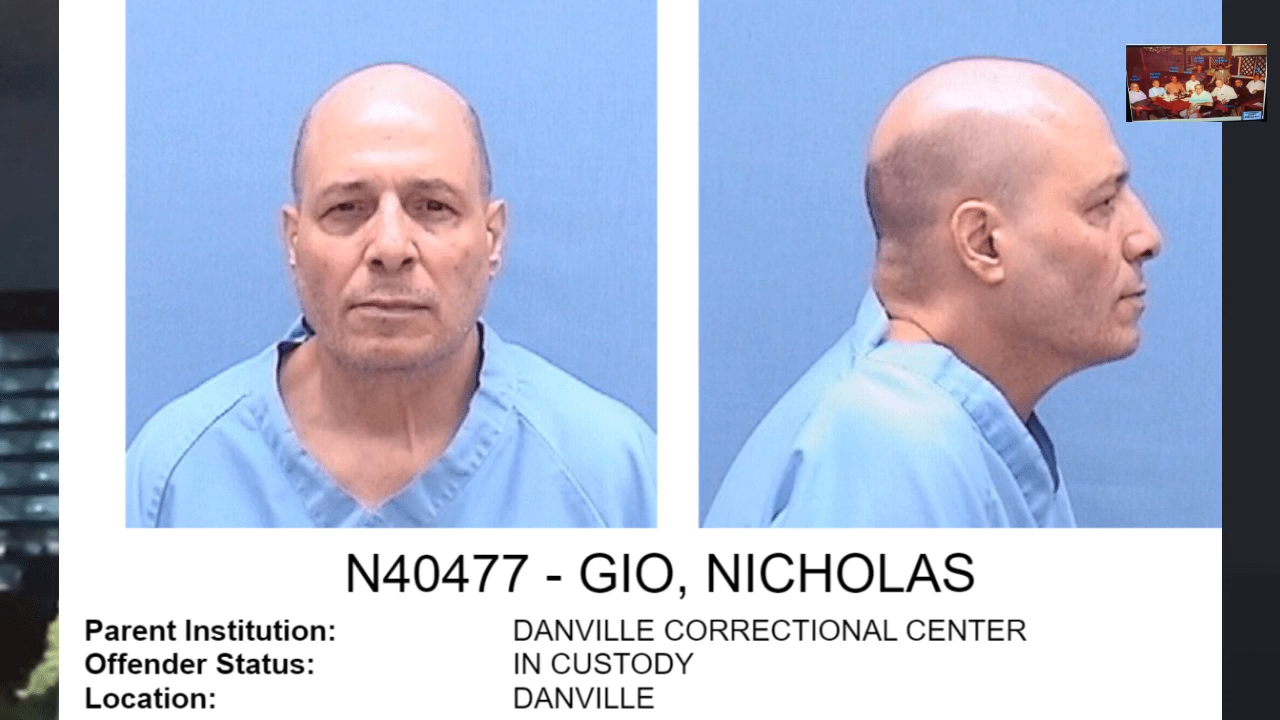 N40477 - GIO, NICHOLAS
Parent Institution: DANVILLE CORRECTIONAL CENTER
Offender Status: IN CUSTODY
Location: DANVILLE